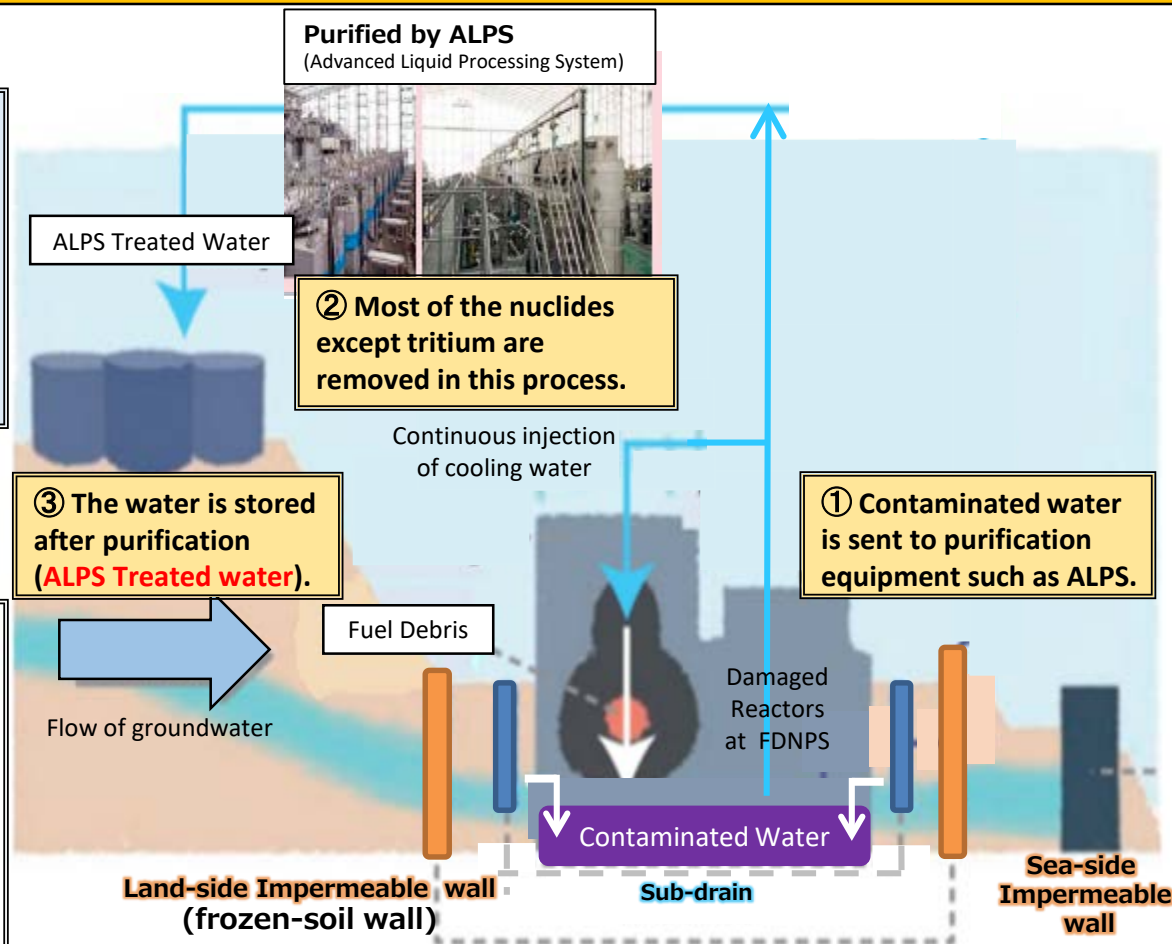 Purified by ALPS
(Advanced Liquid Processing System)
ALPS Treated Water
② Most of the nuclides
except tritium are
removed in this process.
Continuous injection
of cooling water
③ The water is stored
after purification
(ALPS Treated water).
① Contaminated water
is sent to purification
equipment such as ALPS.
Fuel Debris
Flow of groundwater
Damaged
Reactors
at FDNPS
Contaminated Water
Land-side Impermeable wall
(frozen-soil wall)
Sub-drain
Sea-side
Impermeable
wall